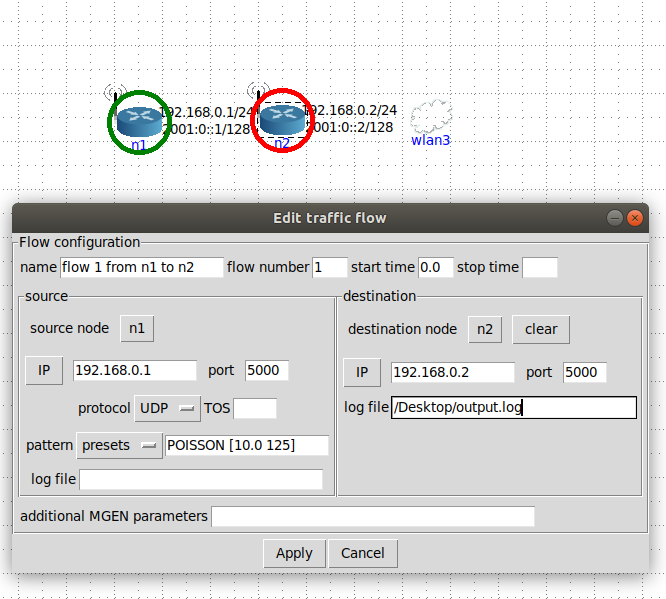 192.168.0.1/24
2001:0::1/128
n1
192.168.0.2/24
2001:0::2/128
n2
wlan3
Edit traffic flow
Flow configuration
name flow 1 from n1 to n2 flow number 1 start time 0.0 stop time
source
source node n1
IP 192.168.0.1 port 5000
protocol UDP TOS
pattern presets POISSON [10.0 125]
log file
destination
destination node n2 clear
IP 192.168.0.2 port 5000
log file /Desktop/output.log
additional MGEN parameters
Apply Cancel